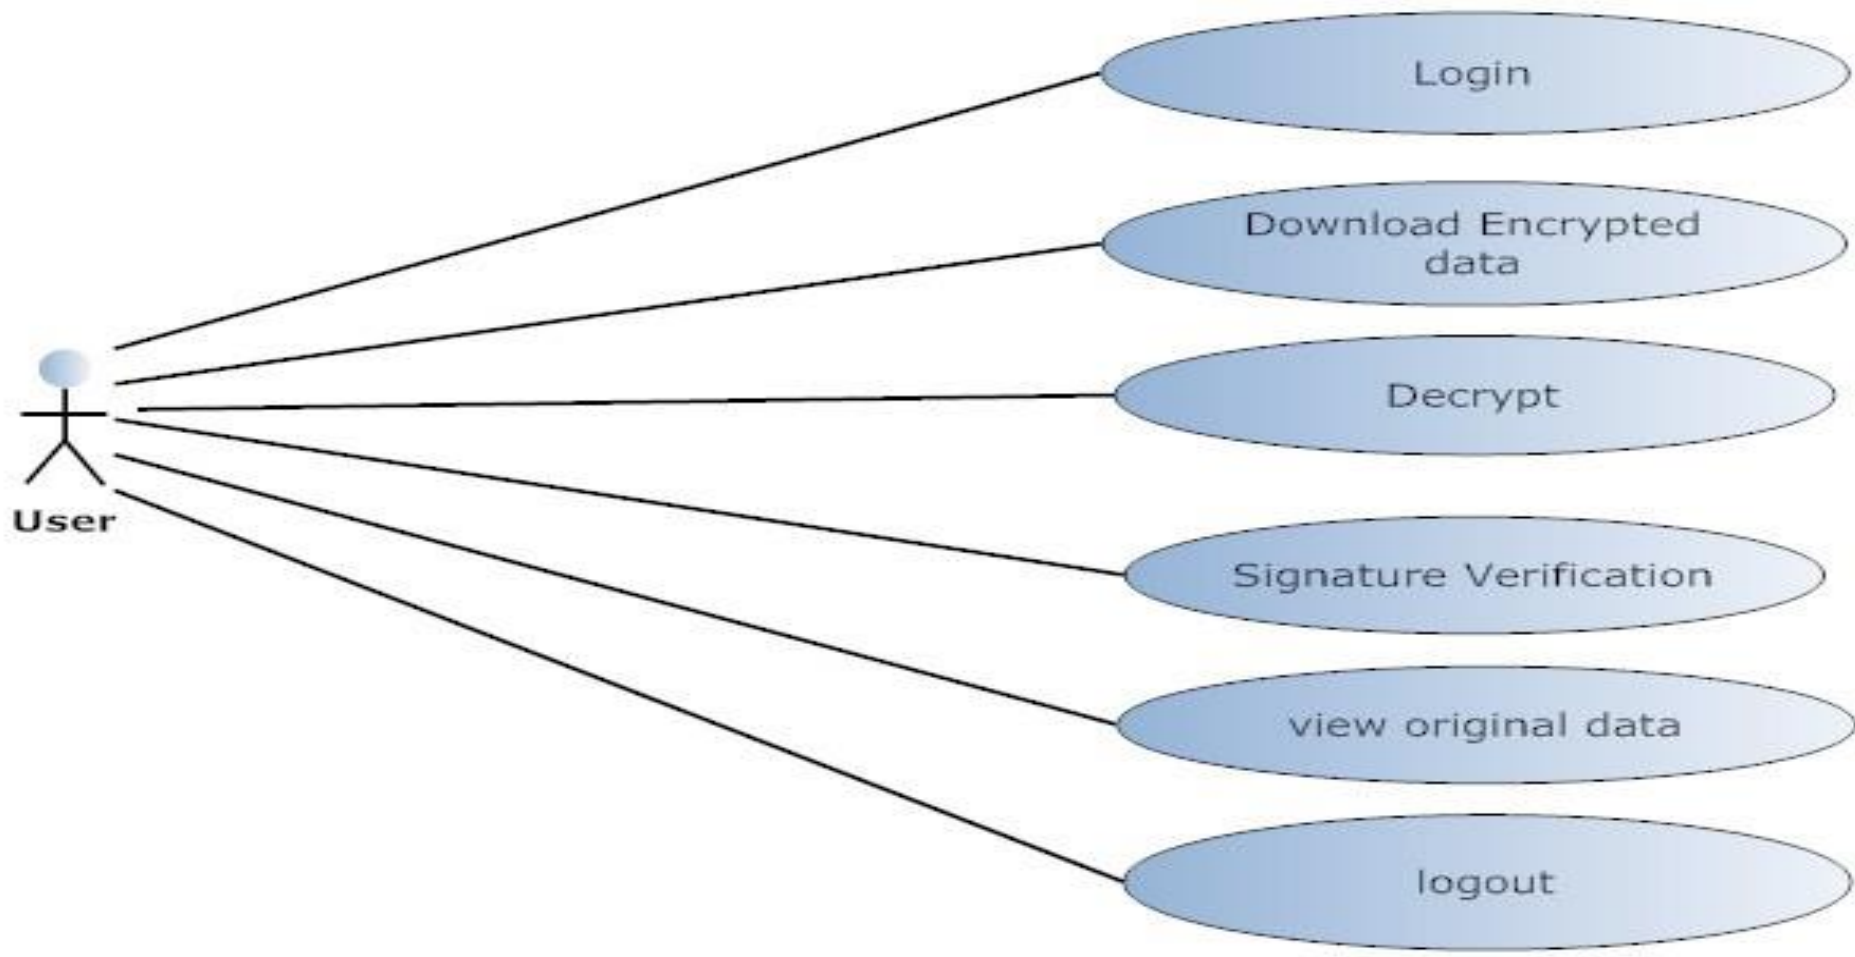 Login
Download Encrypted
data
Decrypt
User
Signature Verification
view original data
logout